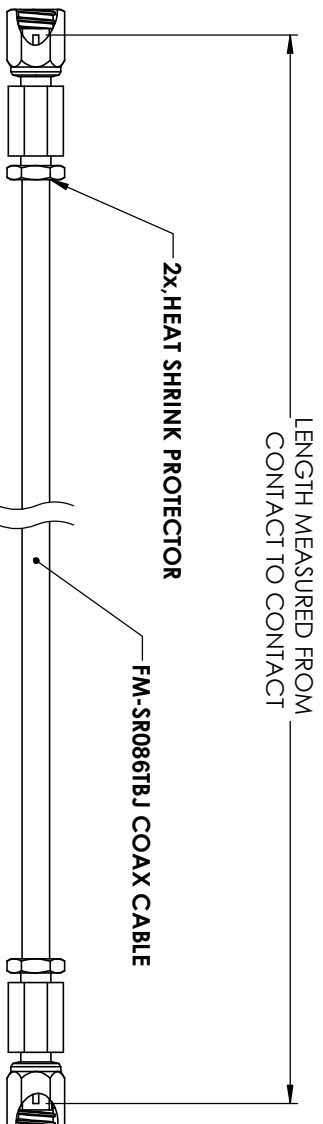 LENGTH MEASURED FROM
CONTACT TO CONTACT
2x,HEAT SHRINK PROTECTOR
FM-SR086TBJ COAX CABLE